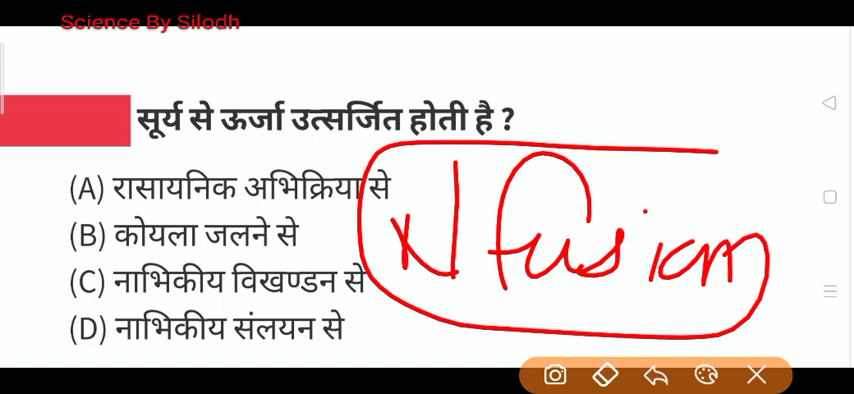 Science By Silodh
सूर्य से ऊर्जा उत्सर्जित होती है ?
(A) रासायनिक अभिक्रिया से
(B) कोयला जलने से
(C) नाभिकीय विखण्डन से
(D) नाभिकीय संलयन से
N fusion